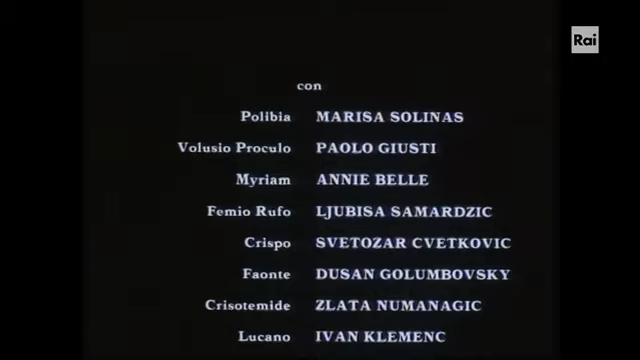 Rai
con
Polibia MARISA SOLINAS
Volusio Proculo PAOLO GIUSTI
Myriam ANNIE BELLE
Femio Rufo LJUBISA SAMARDZIC
Crispo SVETOZAR CVETKOVIC
Faonte DUSAN GOLUMBOVSKY
Crisotemide ZLATA NUMANAGIC
Lucano IVAN KLEMENC